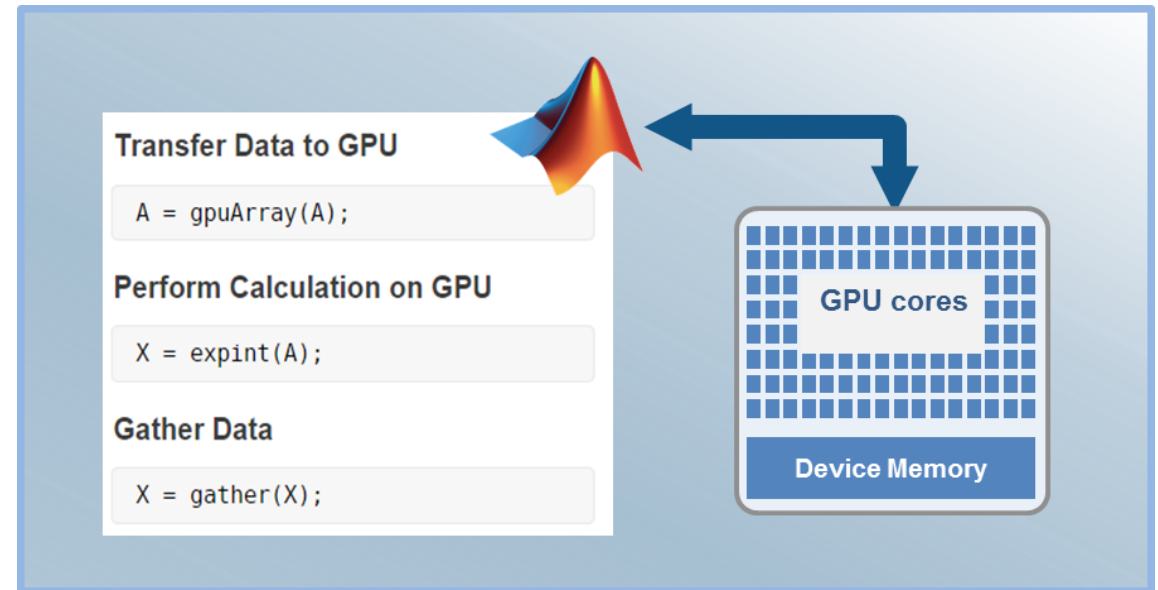 Transfer Data to GPU
A = gpuArray(A);
Perform Calculation on GPU
X = expint(A);
Gather Data
X = gather(X);
GPU cores
Device Memory